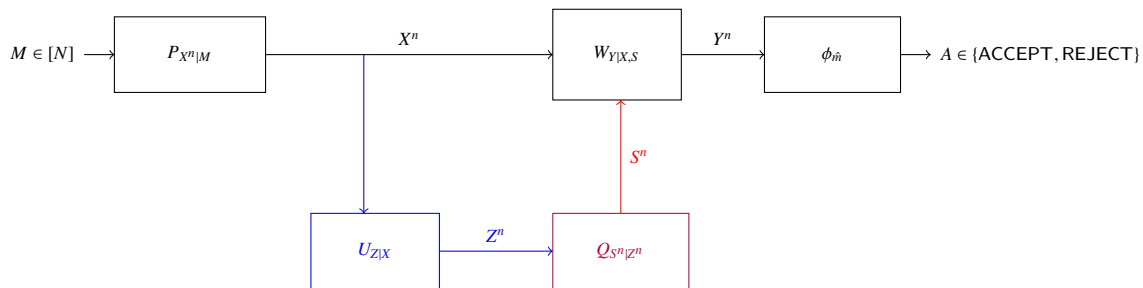 M ∈ [N]
P_{X^n|M}
X^n
W_{Y|X,S}
Y^n
ϕ_{m̂}
A ∈ {ACCEPT, REJECT}
S^n
U_{Z|X}
Z^n
Q_{S^n|Z^n}